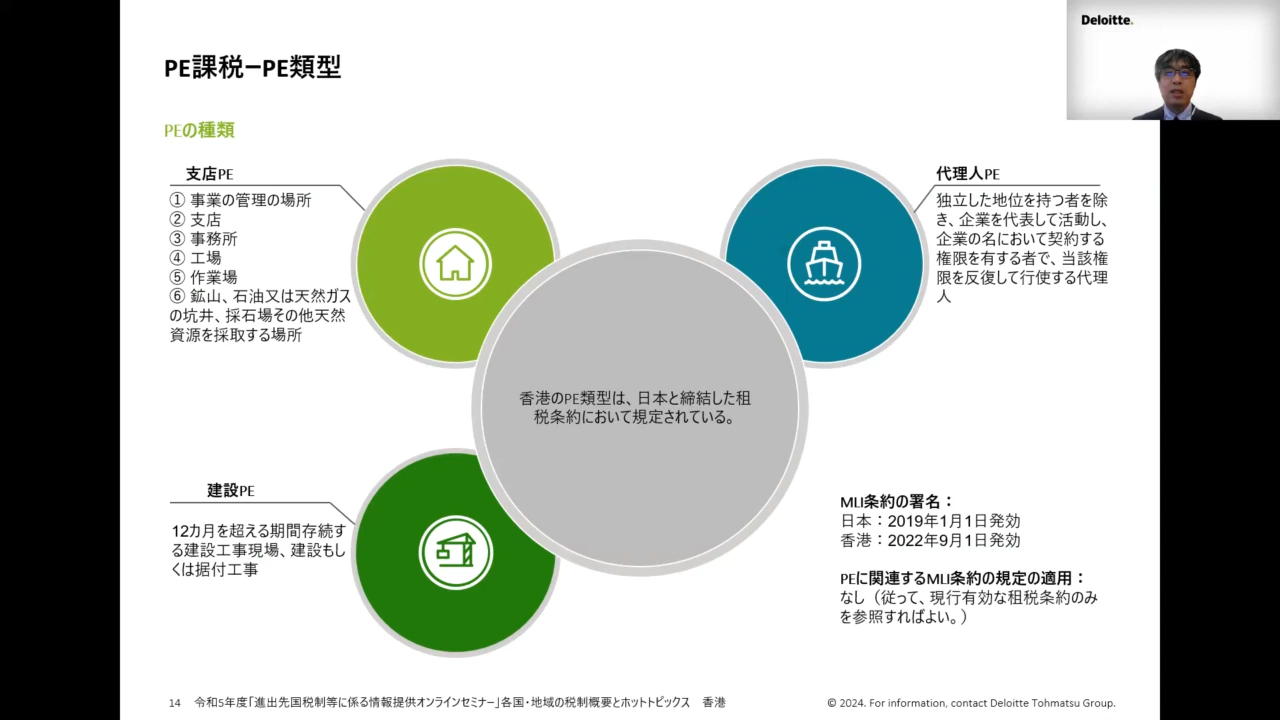 Deloitte.
PE課税ーPE類型
PEの種類
支店PE
① 事業の管理の場所
② 支店
③ 事務所
④ 工場
⑤ 作業場
⑥ 鉱山、石油又は天然ガス
の坑井、採石場その他天然
資源を採取する場所
代理人PE
独立した地位を持つ者を除
き、企業を代表して活動し、
企業の名において契約する
権限を有する者で、当該権
限を反復して行使する代理
人
香港のPE類型は、日本と締結した租
税条約において規定されている。
建設PE
12カ月を超える期間存続す
る建設工事現場、建設もし
くは据付工事
MLI条約の署名：
日本：2019年1月1日発効
香港：2022年9月1日発効
PEに関連するMLI条約の規定の適用：
なし（従って、現行有効な租税条約のみ
を参照すればよい。）
14 令和5年度「進出先国税制等に係る情報提供オンラインセミナー」各国・地域の税制概要とホットトピックス 香港
© 2024. For information, contact Deloitte Tohmatsu Group.